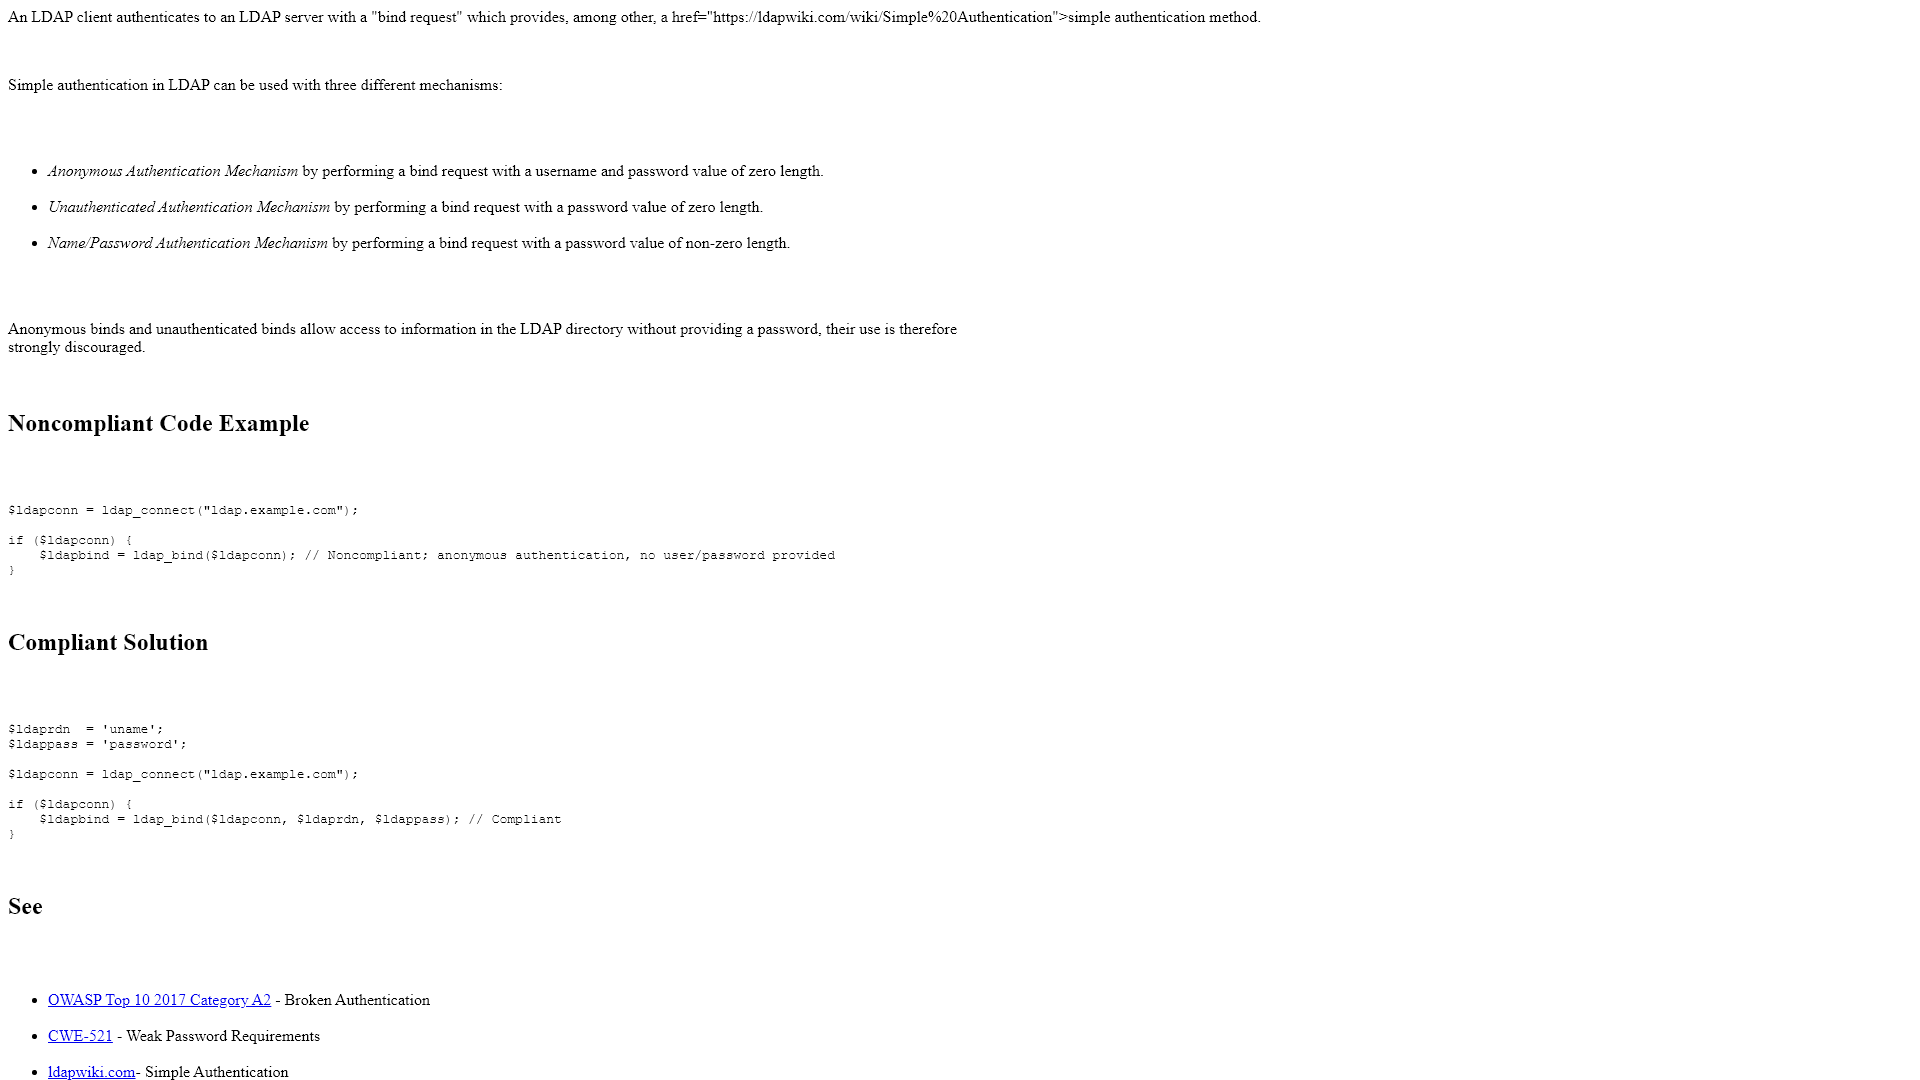 An LDAP client authenticates to an LDAP server with a "bind request" which provides, among other, a href="https://ldapwiki.com/wiki/Simple%20Authentication">simple authentication method.
Simple authentication in LDAP can be used with three different mechanisms:
• Anonymous Authentication Mechanism by performing a bind request with a username and password value of zero length.
• Unauthenticated Authentication Mechanism by performing a bind request with a password value of zero length.
• Name/Password Authentication Mechanism by performing a bind request with a password value of non-zero length.
Anonymous binds and unauthenticated binds allow access to information in the LDAP directory without providing a password, their use is therefore
strongly discouraged.
Noncompliant Code Example
$ldapconn = ldap_connect("ldap.example.com");
if ($ldapconn) {
    $ldapbind = ldap_bind($ldapconn); // Noncompliant; anonymous authentication, no user/password provided
}
Compliant Solution
$ldaprdn  = 'uname';
$ldappass = 'password';
$ldapconn = ldap_connect("ldap.example.com");
if ($ldapconn) {
    $ldapbind = ldap_bind($ldapconn, $ldaprdn, $ldappass); // Compliant
}
See
• OWASP Top 10 2017 Category A2 - Broken Authentication
• CWE-521 - Weak Password Requirements
• ldapwiki.com- Simple Authentication